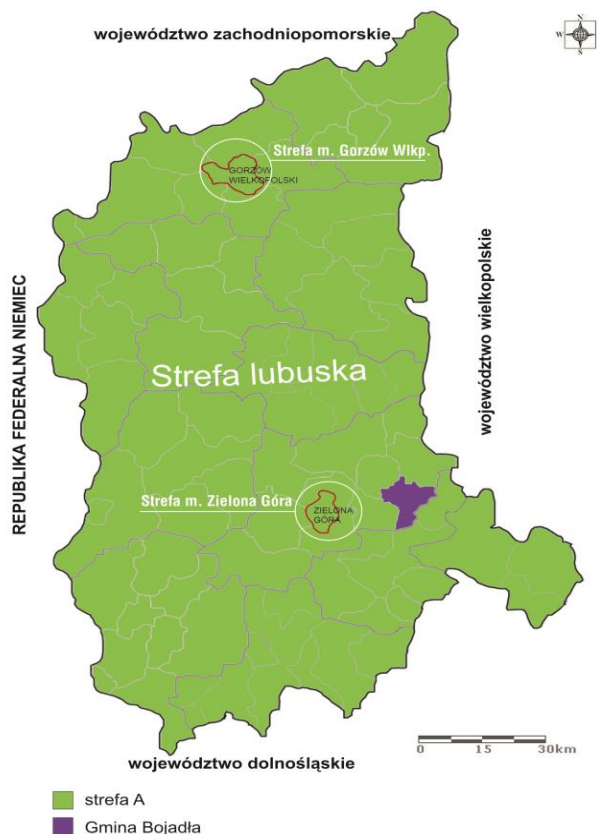 województwo zachodniopomorskie
N
W E
S
Strefa m. Gorzów Wlkp.
GORZÓW
WIELKOPOLSKI
REPUBLIKA FEDERALNA NIEMIEC
województwo wielkopolskie
Strefa lubuska
Strefa m. Zielona Góra
ZIELONA
GÓRA
0 15 30km
województwo dolnośląskie
strefa A
Gmina Bojadła